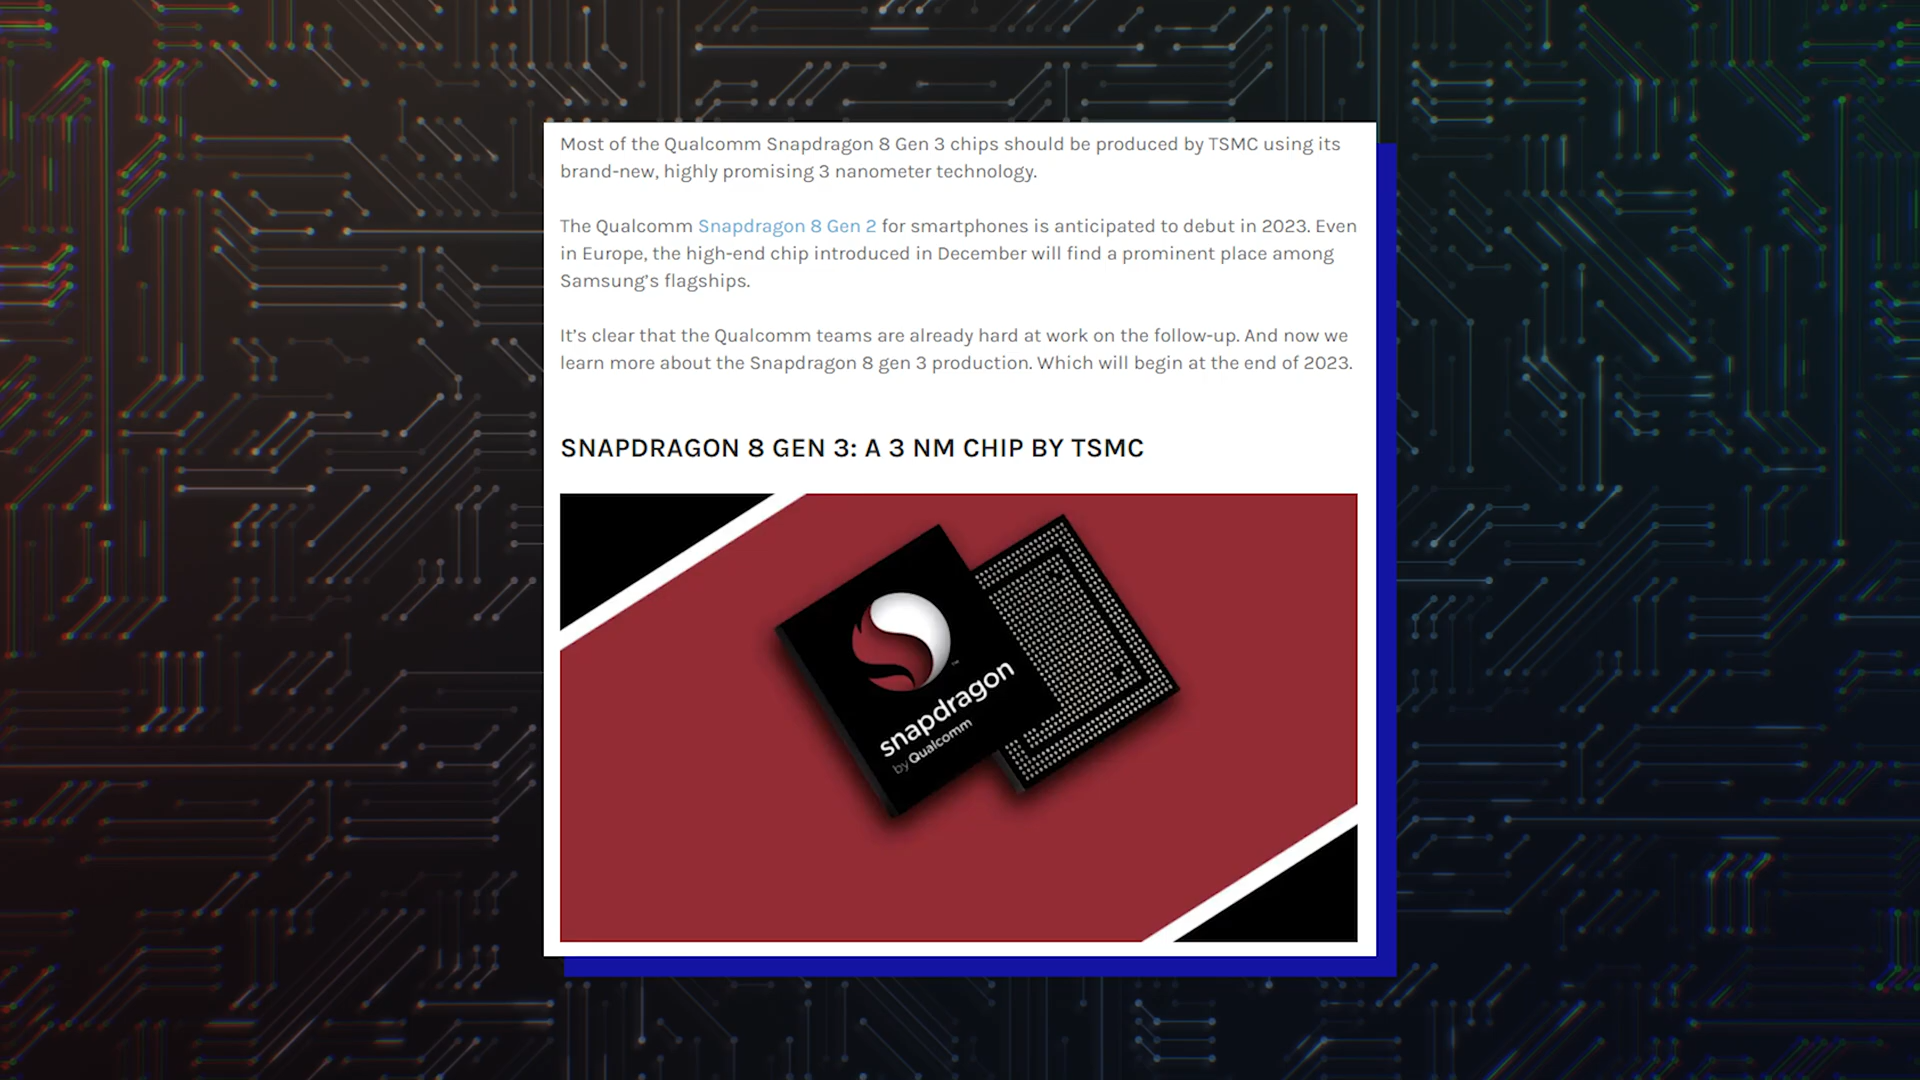 Most of the Qualcomm Snapdragon 8 Gen 3 chips should be produced by TSMC using its
brand-new, highly promising 3 nanometer technology.
The Qualcomm Snapdragon 8 Gen 2 for smartphones is anticipated to debut in 2023. Even
in Europe, the high-end chip introduced in December will find a prominent place among
Samsung’s flagships.
It’s clear that the Qualcomm teams are already hard at work on the follow-up. And now we
learn more about the Snapdragon 8 gen 3 production. Which will begin at the end of 2023.
SNAPDRAGON 8 GEN 3: A 3 NM CHIP BY TSMC
snapdragon
by Qualcomm